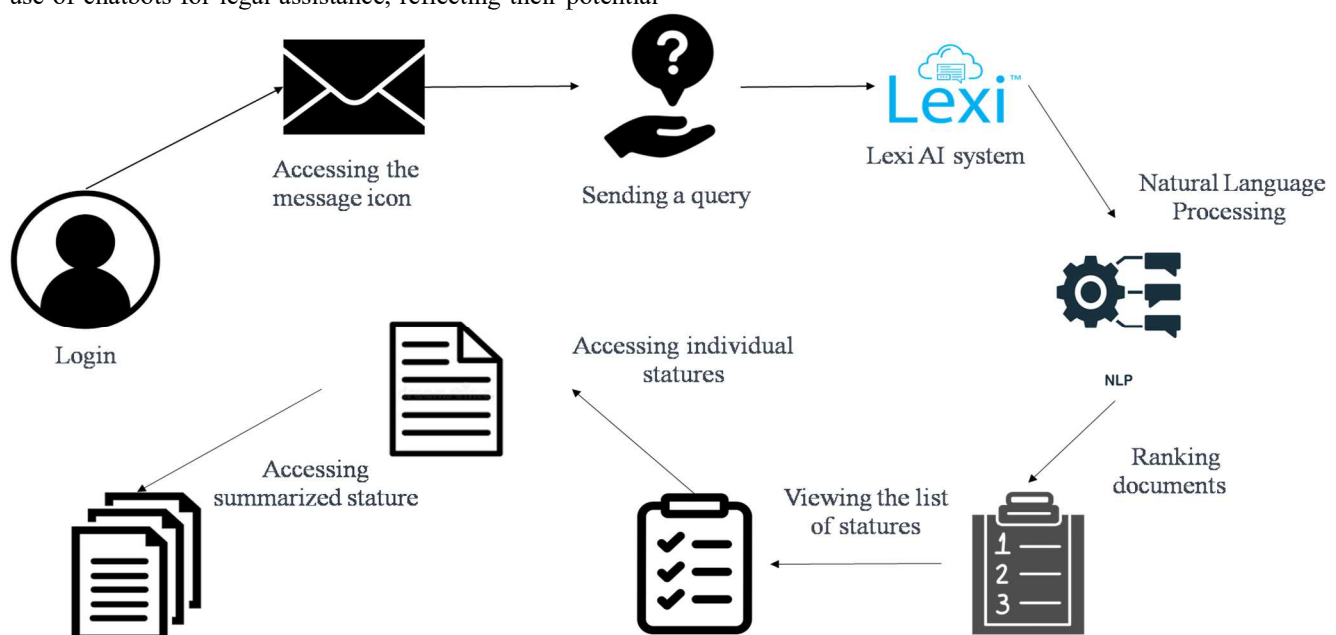 use of chatbots for legal assistance, reflecting their potential
Accessing the
message icon
Sending a query
Lexi™
Lexi AI system
Natural Language
Processing
NLP
Login
Ranking
documents
1
2
3
Viewing the list
of statures
Accessing individual
statures
Accessing
summarized stature